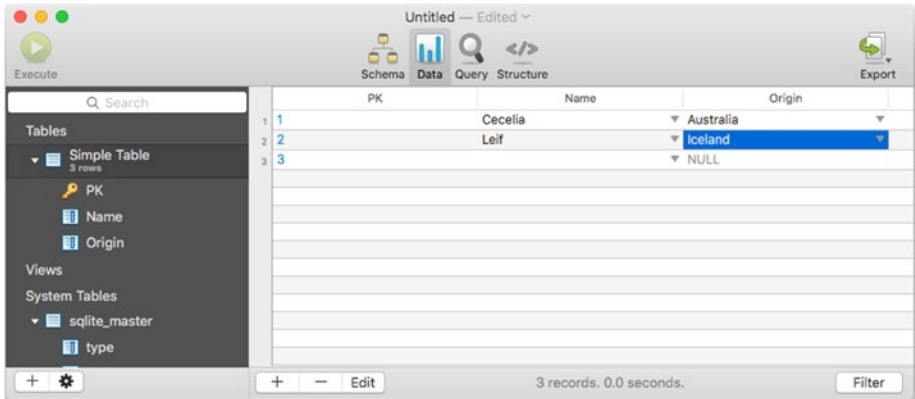 Untitled — Edited
Execute
Schema Data Query Structure
Export
Search
Tables
Simple Table
3 rows
PK
Name
Origin
Views
System Tables
sqlite_master
type
PK Name Origin
1 1 Cecelia Australia
2 2 Leif Iceland
3 3 NULL
+ − Edit
3 records. 0.0 seconds.
Filter